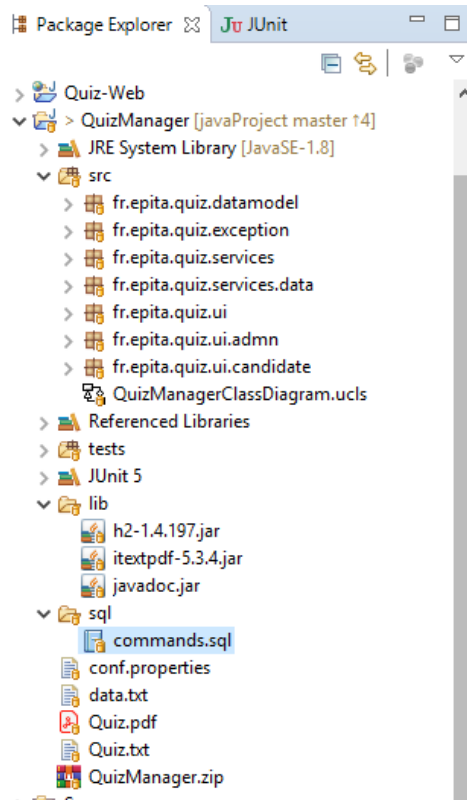 Package Explorer JUnit
Quiz-Web
> QuizManager [javaProject master ↑4]
JRE System Library [JavaSE-1.8]
src
fr.epita.quiz.datamodel
fr.epita.quiz.exception
fr.epita.quiz.services
fr.epita.quiz.services.data
fr.epita.quiz.ui
fr.epita.quiz.ui.admn
fr.epita.quiz.ui.candidate
QuizManagerClassDiagram.ucls
Referenced Libraries
tests
JUnit 5
lib
h2-1.4.197.jar
itextpdf-5.3.4.jar
javadoc.jar
sql
commands.sql
conf.properties
data.txt
Quiz.pdf
Quiz.txt
QuizManager.zip